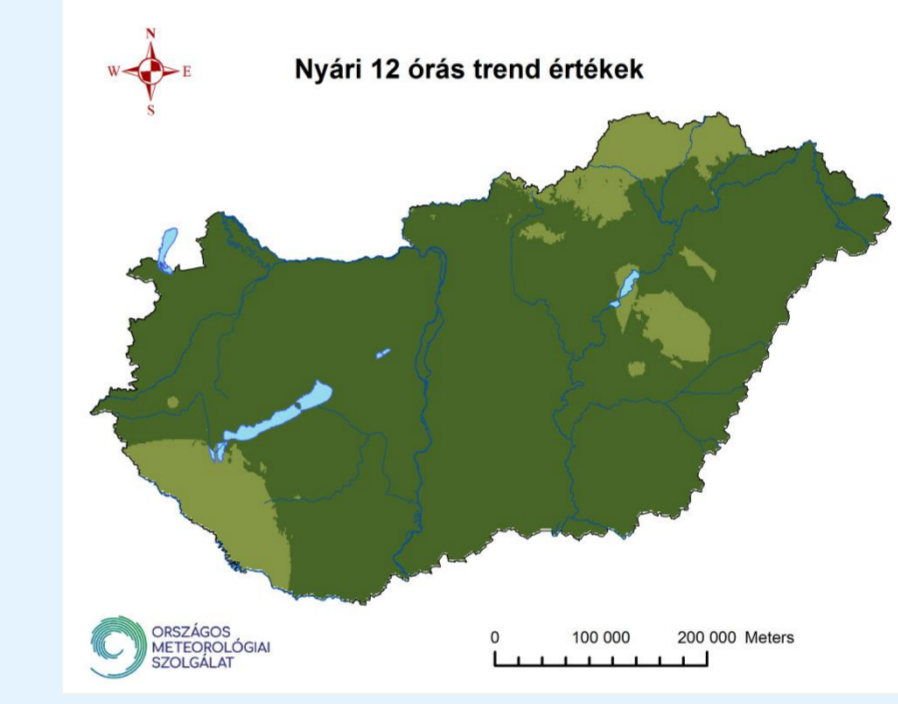 N
Nyári 12 órás trend értékek
W E
S
ORSZÁGOS
METEOROLÓGIAI
SZOLGÁLAT
0 100 000 200 000 Meters